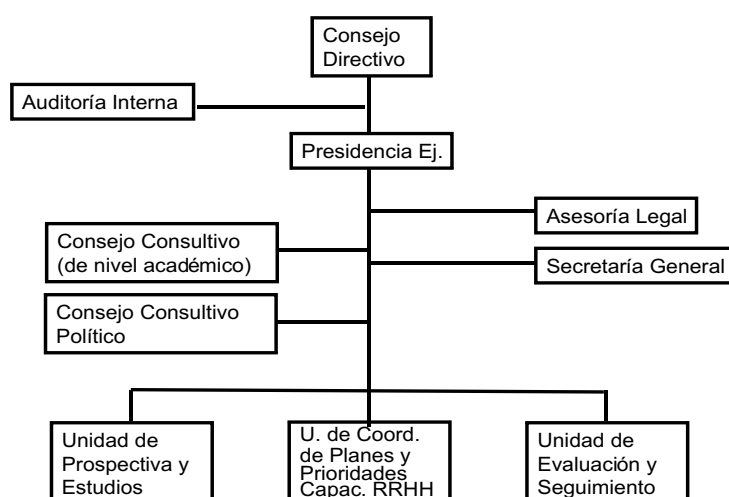 Consejo
Directivo
Auditoría Interna
Presidencia Ej.
Asesoría Legal
Consejo Consultivo
(de nivel académico)
Secretaría General
Consejo Consultivo
Político
Unidad de
Prospectiva y
Estudios
U. de Coord.
de Planes y
Prioridades
Capac. RRHH
Unidad de
Evaluación y
Seguimiento